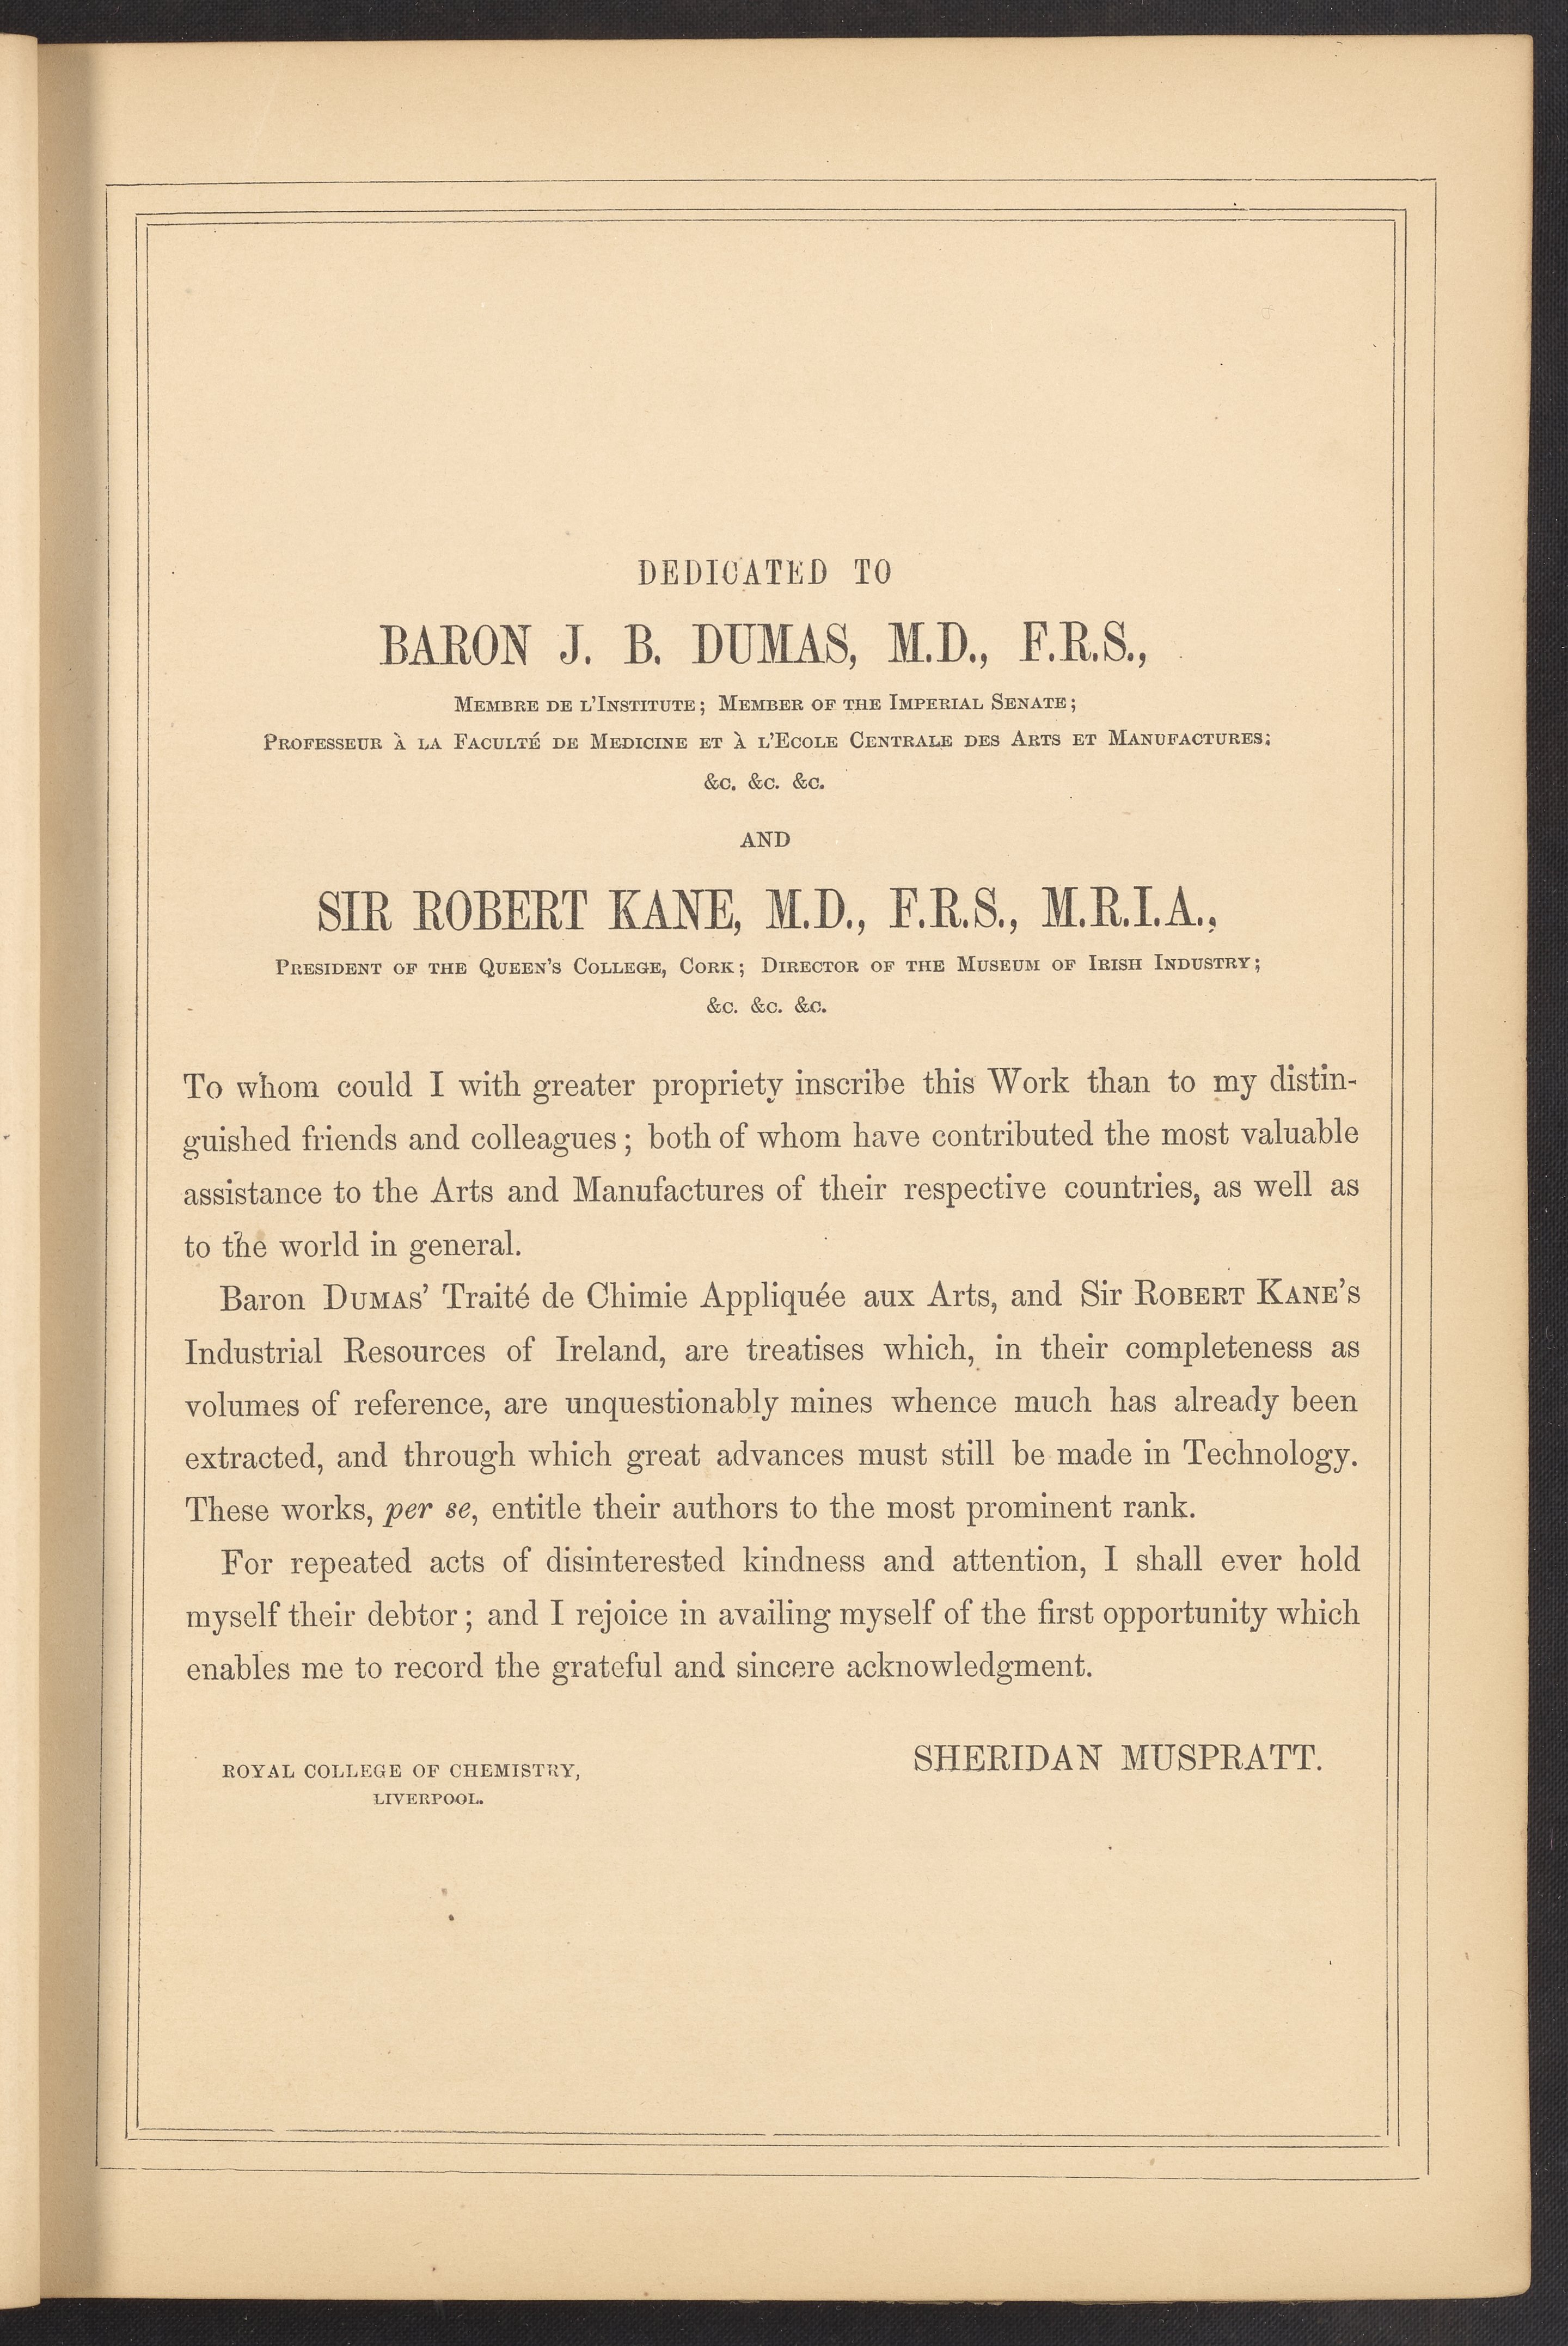 DEDICATED TO
BARON J. B. DUMAS, M.D., F.R.S.,
MEMBRE DE L'INSTITUTE; MEMBER OF THE IMPERIAL SENATE;
PROFESSEUR À LA FACULTÉ DE MEDICINE ET À L'ECOLE CENTRALE DES ARTS ET MANUFACTURES;
&C. &C. &C.
AND
SIR ROBERT KANE, M.D., F.R.S., M.R.I.A.,
PRESIDENT OF THE QUEEN'S COLLEGE, CORK; DIRECTOR OF THE MUSEUM OF IRISH INDUSTRY;
&C. &C. &C.
To whom could I with greater propriety inscribe this Work than to my distin-
guished friends and colleagues; both of whom have contributed the most valuable
assistance to the Arts and Manufactures of their respective countries, as well as
to the world in general.
Baron DUMAS' Traité de Chimie Appliquée aux Arts, and Sir ROBERT KANE'S
Industrial Resources of Ireland, are treatises which, in their completeness as
volumes of reference, are unquestionably mines whence much has already been
extracted, and through which great advances must still be made in Technology.
These works, per se, entitle their authors to the most prominent rank.
For repeated acts of disinterested kindness and attention, I shall ever hold
myself their debtor; and I rejoice in availing myself of the first opportunity which
enables me to record the grateful and sincere acknowledgment.
SHERIDAN MUSPRATT.
ROYAL COLLEGE OF CHEMISTRY,
LIVERPOOL.